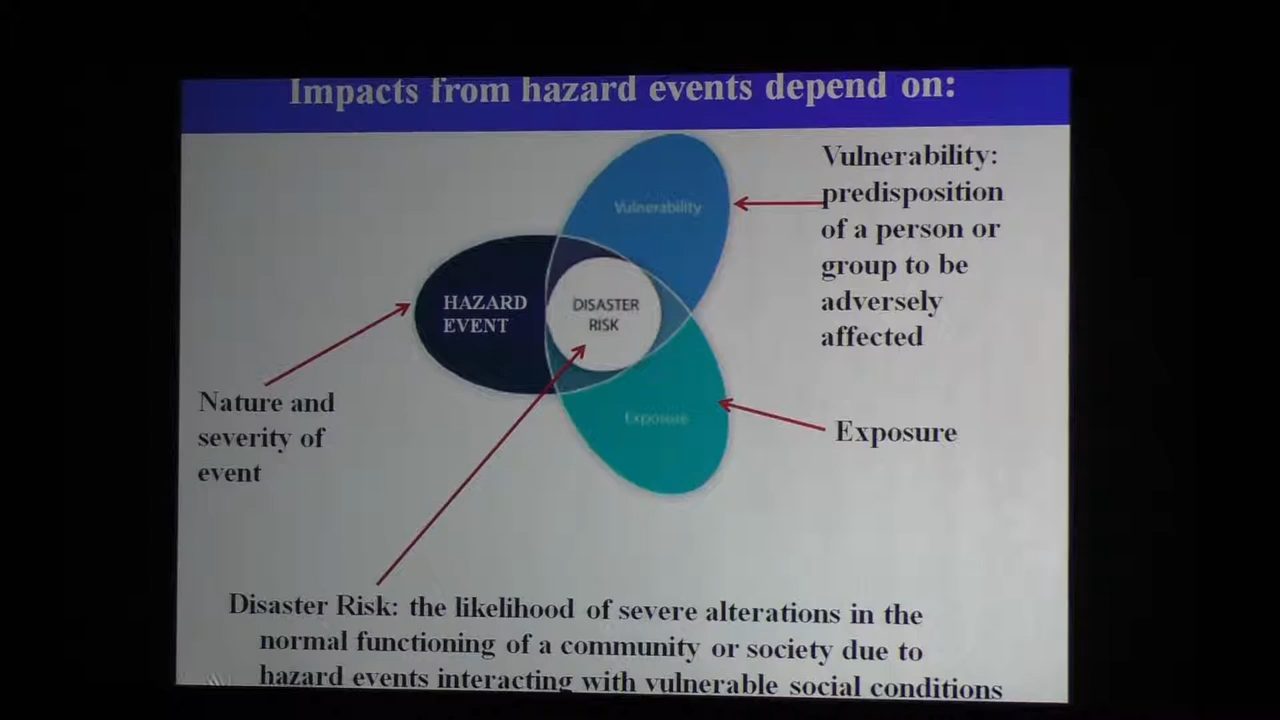 Impacts from hazard events depend on:
Vulnerability:
predisposition
of a person or
group to be
adversely
affected
Vulnerability
HAZARD
EVENT
DISASTER
RISK
Nature and
severity of
event
Exposure
Exposure
Disaster Risk: the likelihood of severe alterations in the
normal functioning of a community or society due to
hazard events interacting with vulnerable social conditions